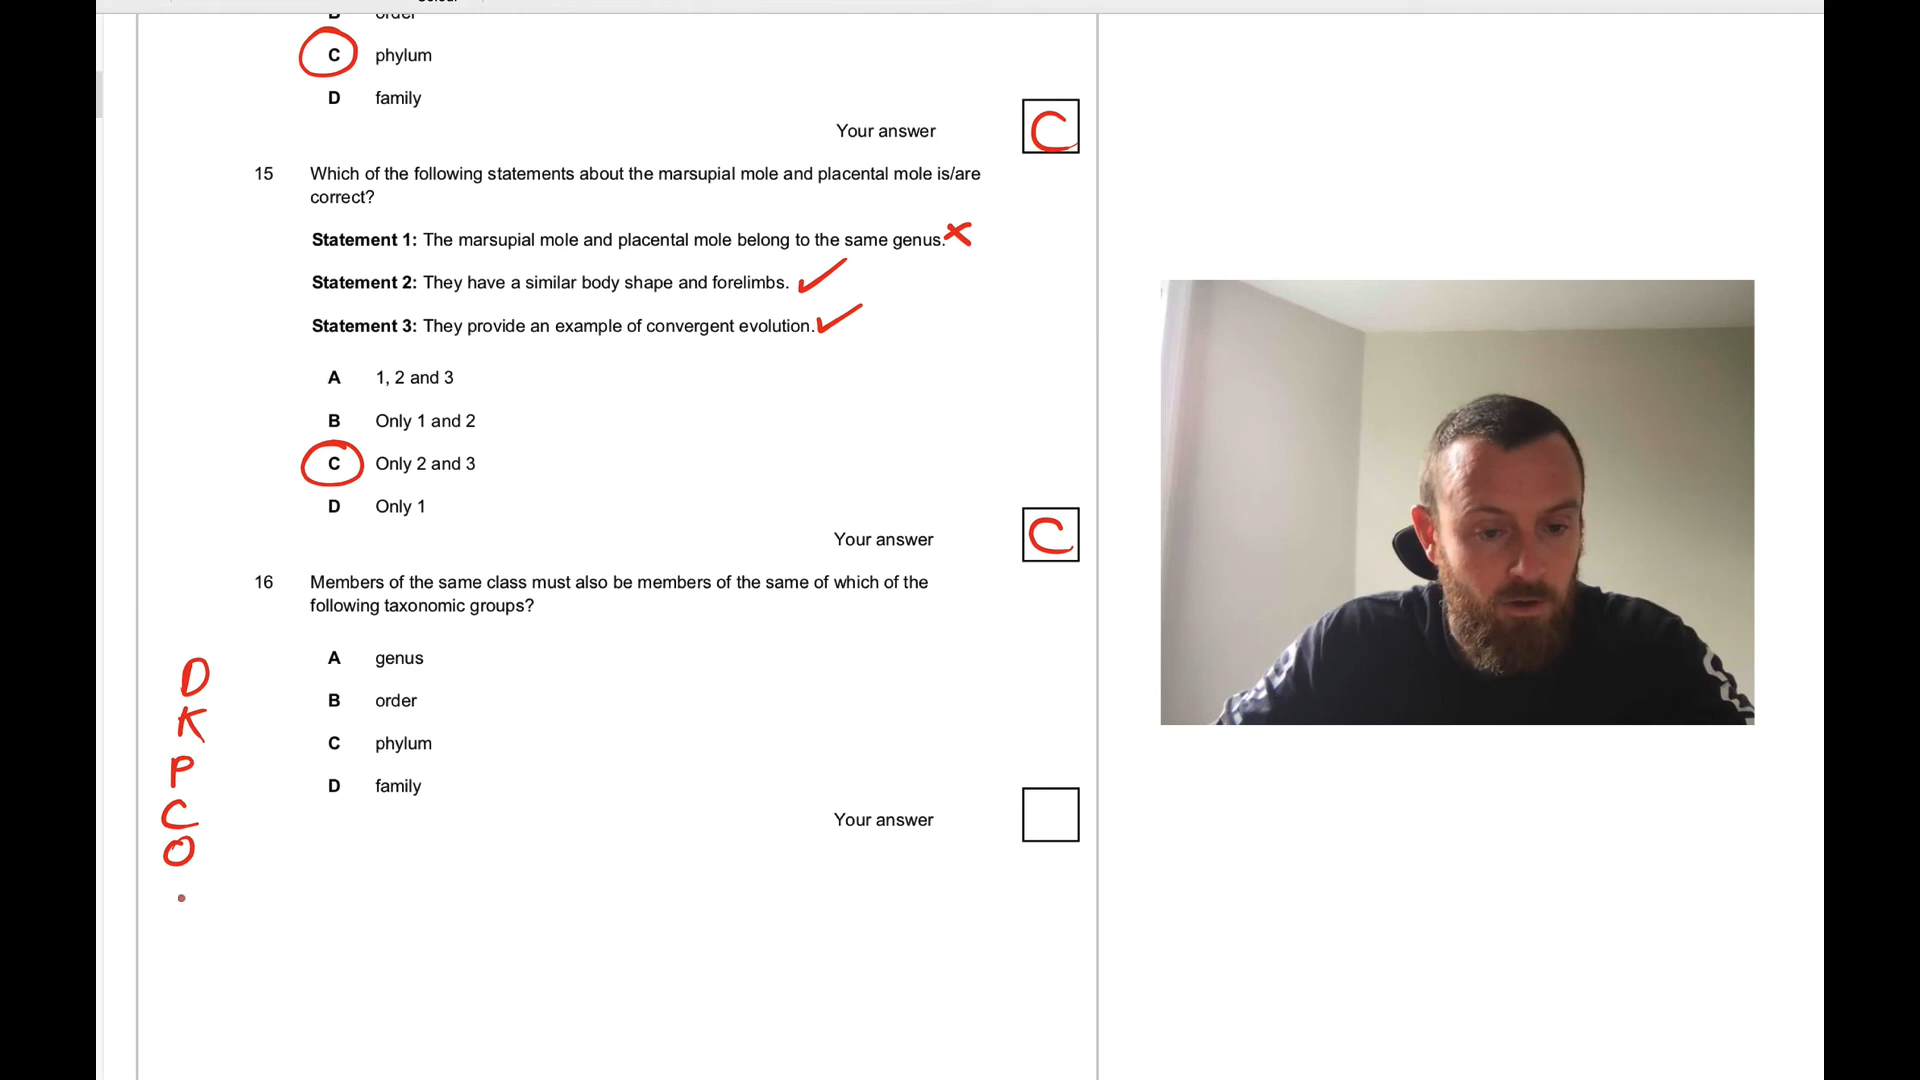 B order
C phylum
D family
Your answer C
15 Which of the following statements about the marsupial mole and placental mole is/are
correct?
Statement 1: The marsupial mole and placental mole belong to the same genus.
Statement 2: They have a similar body shape and forelimbs.
Statement 3: They provide an example of convergent evolution.
A 1, 2 and 3
B Only 1 and 2
C Only 2 and 3
D Only 1
Your answer C
16 Members of the same class must also be members of the same of which of the
following taxonomic groups?
A genus
B order
C phylum
D family
Your answer
D
K
P
C
O